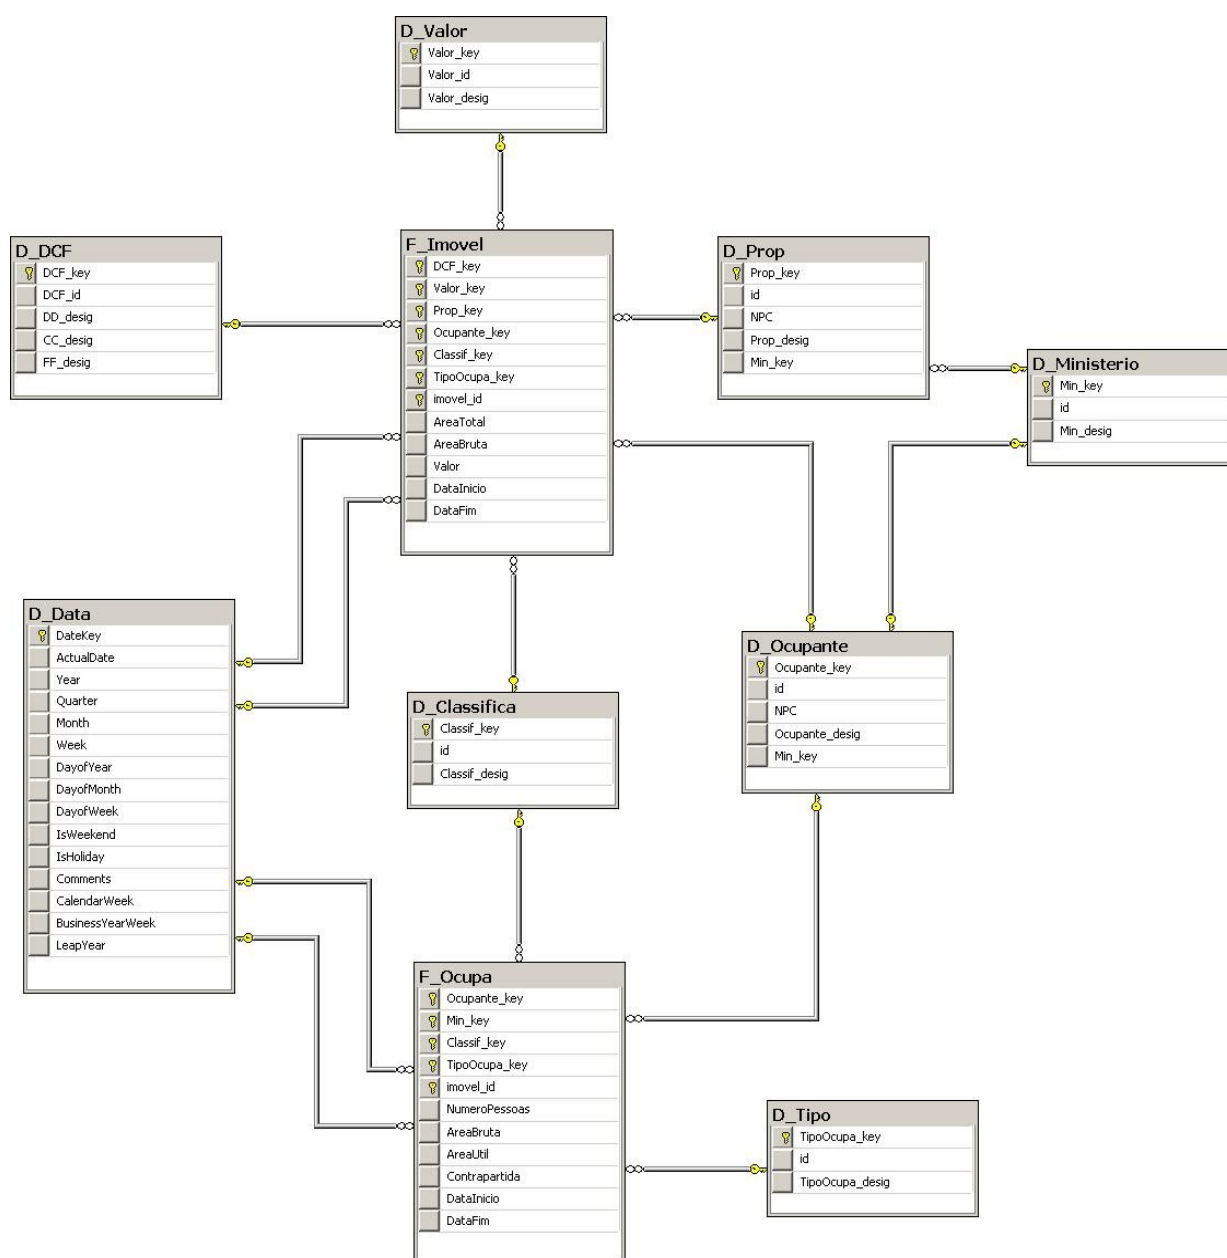 D_Valor
Valor_key
Valor_id
Valor_desig
D_DCF
DCF_key
DCF_id
DD_desig
CC_desig
FF_desig
F_Imovel
DCF_key
Valor_key
Prop_key
Ocupante_key
Classif_key
TipoOcupa_key
imovel_id
AreaTotal
AreaBruta
Valor
DataInicio
DataFim
D_Prop
Prop_key
id
NPC
Prop_desig
Min_key
D_Ministerio
Min_key
id
Min_desig
D_Data
DateKey
ActualDate
Year
Quarter
Month
Week
DayofYear
DayofMonth
DayofWeek
IsWeekend
IsHoliday
Comments
CalendarWeek
BusinessYearWeek
LeapYear
D_Classifica
Classif_key
id
Classif_desig
D_Ocupante
Ocupante_key
id
NPC
Ocupante_desig
Min_key
F_Ocupa
Ocupante_key
Min_key
Classif_key
TipoOcupa_key
imovel_id
NumeroPessoas
AreaBruta
AreaUtil
Contrapartida
DataInicio
DataFim
D_Tipo
TipoOcupa_key
id
TipoOcupa_desig